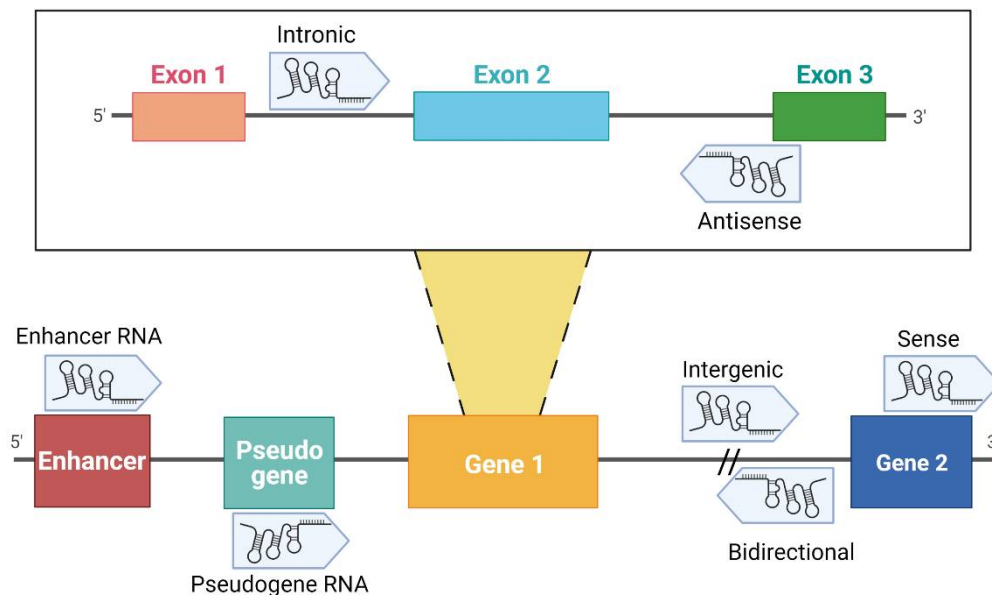 Intronic
Exon 1
Exon 2
Exon 3
5'
3'
Antisense
Enhancer RNA
Sense
Intergenic
5'
3'
Enhancer
Pseudo
gene
Gene 1
Gene 2
Bidirectional
Pseudogene RNA